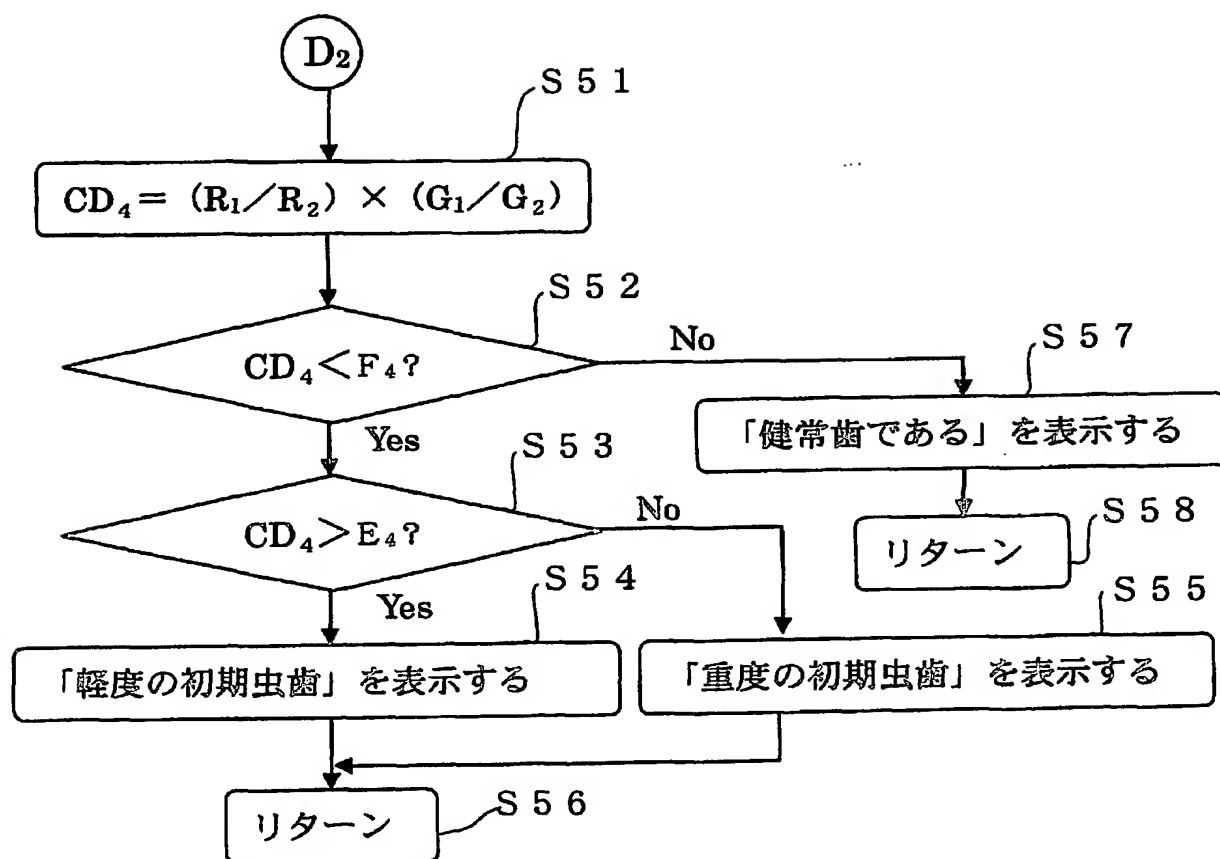 D₂
S51
CD₄=(R₁/R₂)×(G₁/G₂)
S52
CD₄<F₄?
No
Yes
S57
「健常歯である」を表示する
S53
CD₄>E₄?
No
Yes
S58
リターン
S54
「軽度の初期虫歯」を表示する
S55
「重度の初期虫歯」を表示する
S56
リターン